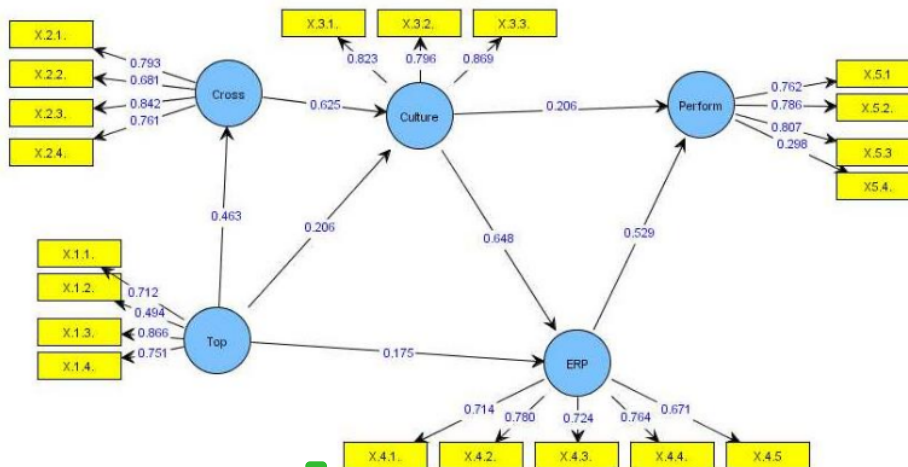 X.3.1. X.3.2. X.3.3.
X.2.1.
0.823 0.796 0.869
0.793
X.2.2.
0.681
Cross
X.2.3.
0.842
0.761
X.2.4.
0.625
Culture
0.206
Perform
0.762
X.5.1
0.786
X.5.2.
0.807
X.5.3
0.298
X.5.4.
0.463
0.206
0.648
0.529
X.1.1.
0.712
X.1.2.
0.494
X.1.3.
0.866
0.751
X.1.4.
Top
0.175
ERP
0.714 0.780 0.724 0.764 0.671
X.4.1. X.4.2. X.4.3. X.4.4. X.4.5